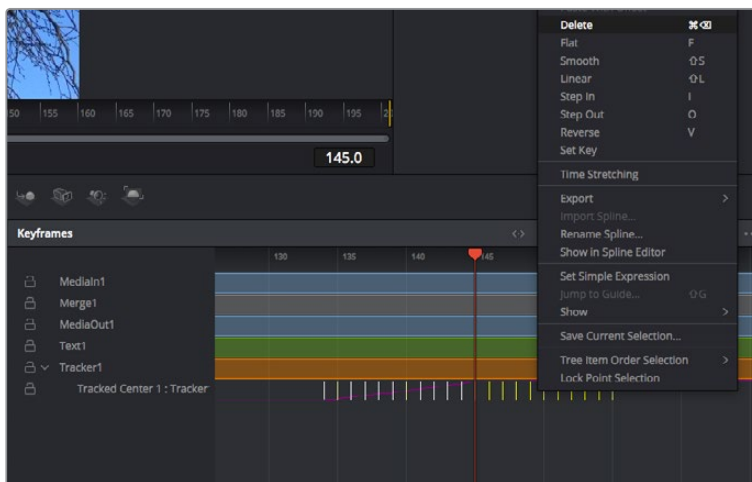 Delete ⌘⌫
Flat F
Smooth ⇧S
Linear ⇧L
Step In I
Step Out O
Reverse V
Set Key
Time Stretching
Export >
Import Spline...
Rename Spline...
Show in Spline Editor
Set Simple Expression
Jump to Guide... ⇧G
Show >
Save Current Selection...
Tree Item Order Selection >
Lock Point Selection
50 155 160 165 170 175 180 185 190 195
145.0
Keyframes
130 135 140 145
MediaIn1
Merge1
MediaOut1
Text1
Tracker1
Tracked Center 1 : Tracker